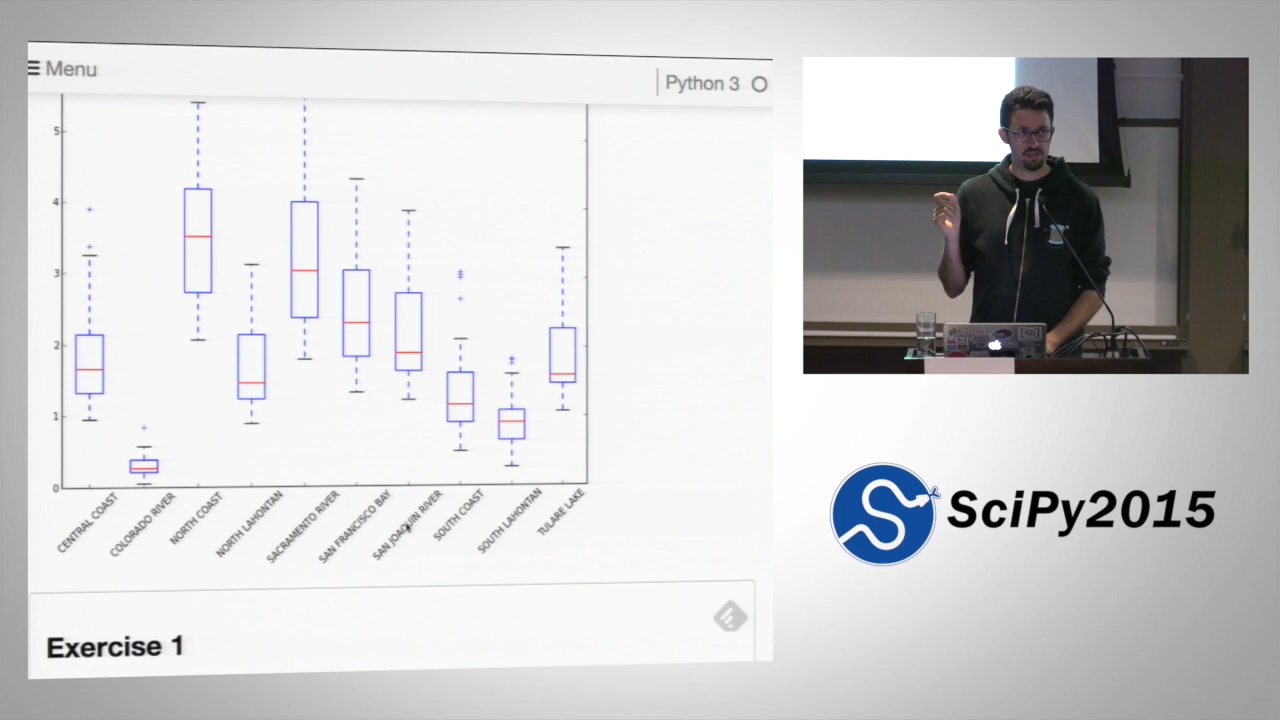 Menu
Python 3
5
4
3
2
1
0
CENTRAL COAST
COLORADO RIVER
NORTH COAST
NORTH LAHONTAN
SACRAMENTO RIVER
SAN FRANCISCO BAY
SAN JOAQUIN RIVER
SOUTH COAST
SOUTH LAHONTAN
TULARE LAKE
Exercise 1
SciPy2015